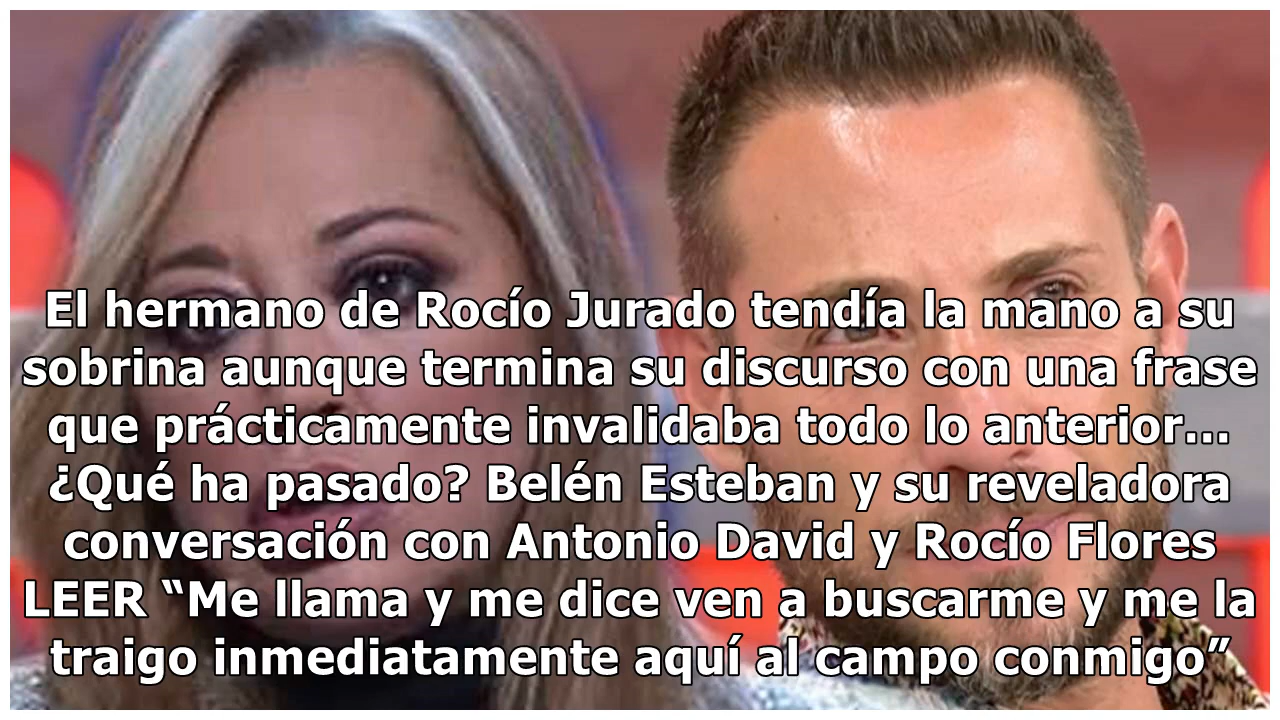 El hermano de Rocío Jurado tendía la mano a su
sobrina aunque termina su discurso con una frase
que prácticamente invalidaba todo lo anterior...
¿Qué ha pasado? Belén Esteban y su reveladora
conversación con Antonio David y Rocío Flores
LEER “Me llama y me dice ven a buscarme y me la
traigo inmediatamente aquí al campo conmigo”